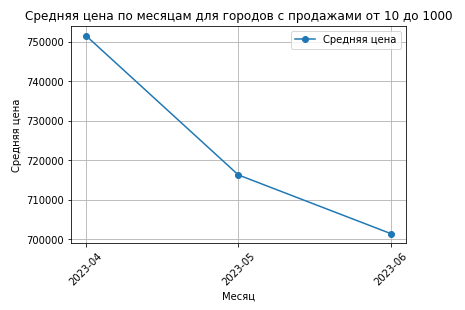 Средняя цена по месяцам для городов с продажами от 10 до 1000
Средняя цена
750000
740000
730000
720000
710000
700000
Средняя цена
2023-04
2023-05
2023-06
Месяц